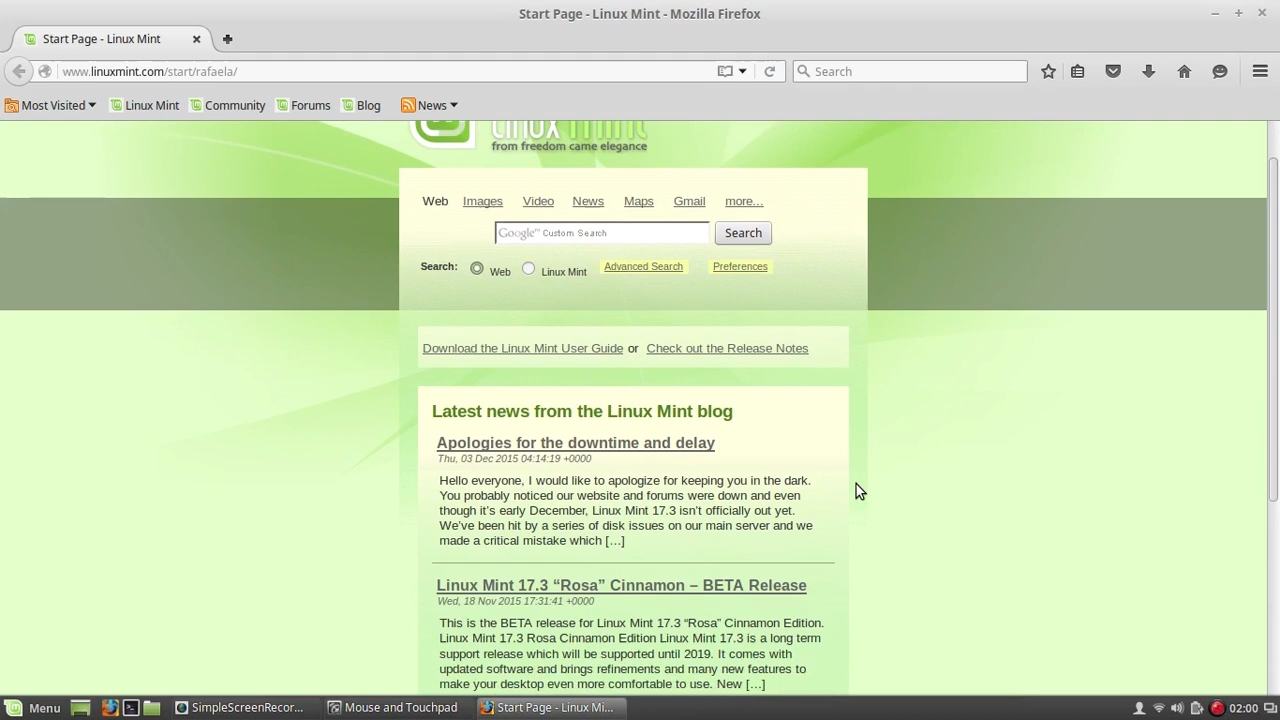 Start Page - Linux Mint - Mozilla Firefox
Start Page - Linux Mint
www.linuxmint.com/start/rafaela/
Search
Most Visited Linux Mint Community Forums Blog News
linux mint
from freedom came elegance
Web Images Video News Maps Gmail more...
Google™ Custom Search Search
Search: Web Linux Mint Advanced Search Preferences
Download the Linux Mint User Guide or Check out the Release Notes
Latest news from the Linux Mint blog
Apologies for the downtime and delay
Thu, 03 Dec 2015 04:14:19 +0000
Hello everyone, I would like to apologize for keeping you in the dark.
You probably noticed our website and forums were down and even
though it’s early December, Linux Mint 17.3 isn’t officially out yet.
We’ve been hit by a series of disk issues on our main server and we
made a critical mistake which […]
Linux Mint 17.3 “Rosa” Cinnamon – BETA Release
Wed, 18 Nov 2015 17:31:41 +0000
This is the BETA release for Linux Mint 17.3 “Rosa” Cinnamon Edition.
Linux Mint 17.3 Rosa Cinnamon Edition Linux Mint 17.3 is a long term
support release which will be supported until 2019. It comes with
updated software and brings refinements and many new features to
make your desktop even more comfortable to use. New […]
Menu SimpleScreenRecor... Mouse and Touchpad Start Page - Linux Mi... 02:00